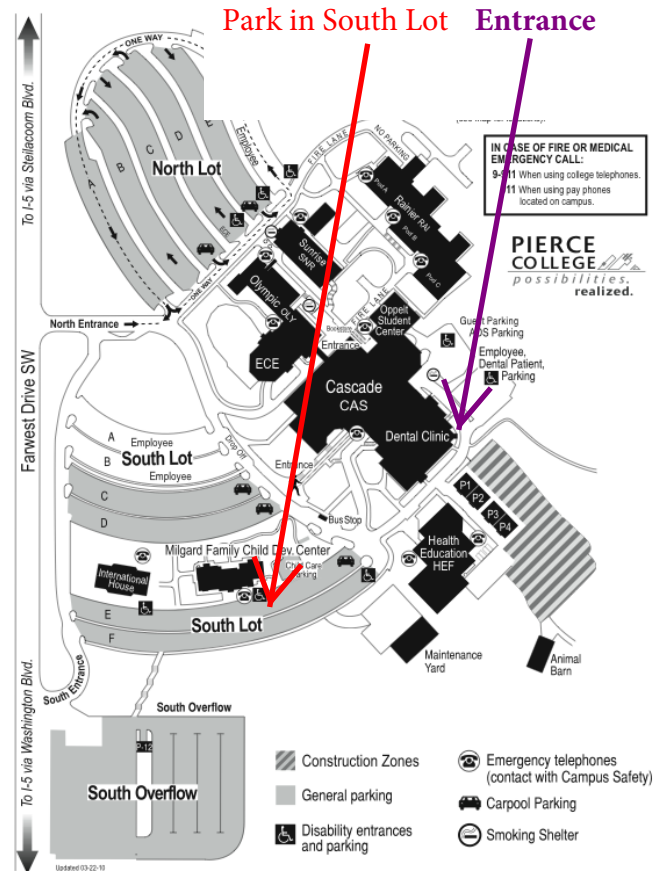 Park in South Lot Entrance
To I-5 via Steilacoom Blvd.
ONE WAY
A
B
C
D
North Lot
Employee
FIRE LANE
NO PARKING
IN CASE OF FIRE OR MEDICAL
EMERGENCY CALL:
9-911 When using college telephones.
11 When using pay phones
located on campus.
PIERCE
COLLEGE
possibilities.
realized.
Pod A
Rainier RAI
Pod B
Pod C
ECE
Sunrise
SNR
Olympic OLY
ONE WAY
FIRE LANE
North Entrance
Bookstore
Entrance
Oppelt
Student
Center
Guest Parking
ADS Parking
Employee,
Dental Patient,
Parking
ECE
Cascade
CAS
Dental Clinic
Farwest Drive SW
A Employee
South Lot
B
Employee
C
D
Drop Off
Entrance
Bus Stop
P1
P2
P3
P4
Milgard Family Child Dev. Center
Child Care
Parking
International
House
Health
Education
HEF
E
South Lot
F
Maintenance
Yard
Animal
Barn
South Entrance
To I-5 via Washington Blvd.
South Overflow
P-12
South Overflow
Construction Zones
General parking
Disability entrances
and parking
Emergency telephones
(contact with Campus Safety)
Carpool Parking
Smoking Shelter
Updated 03-22-10